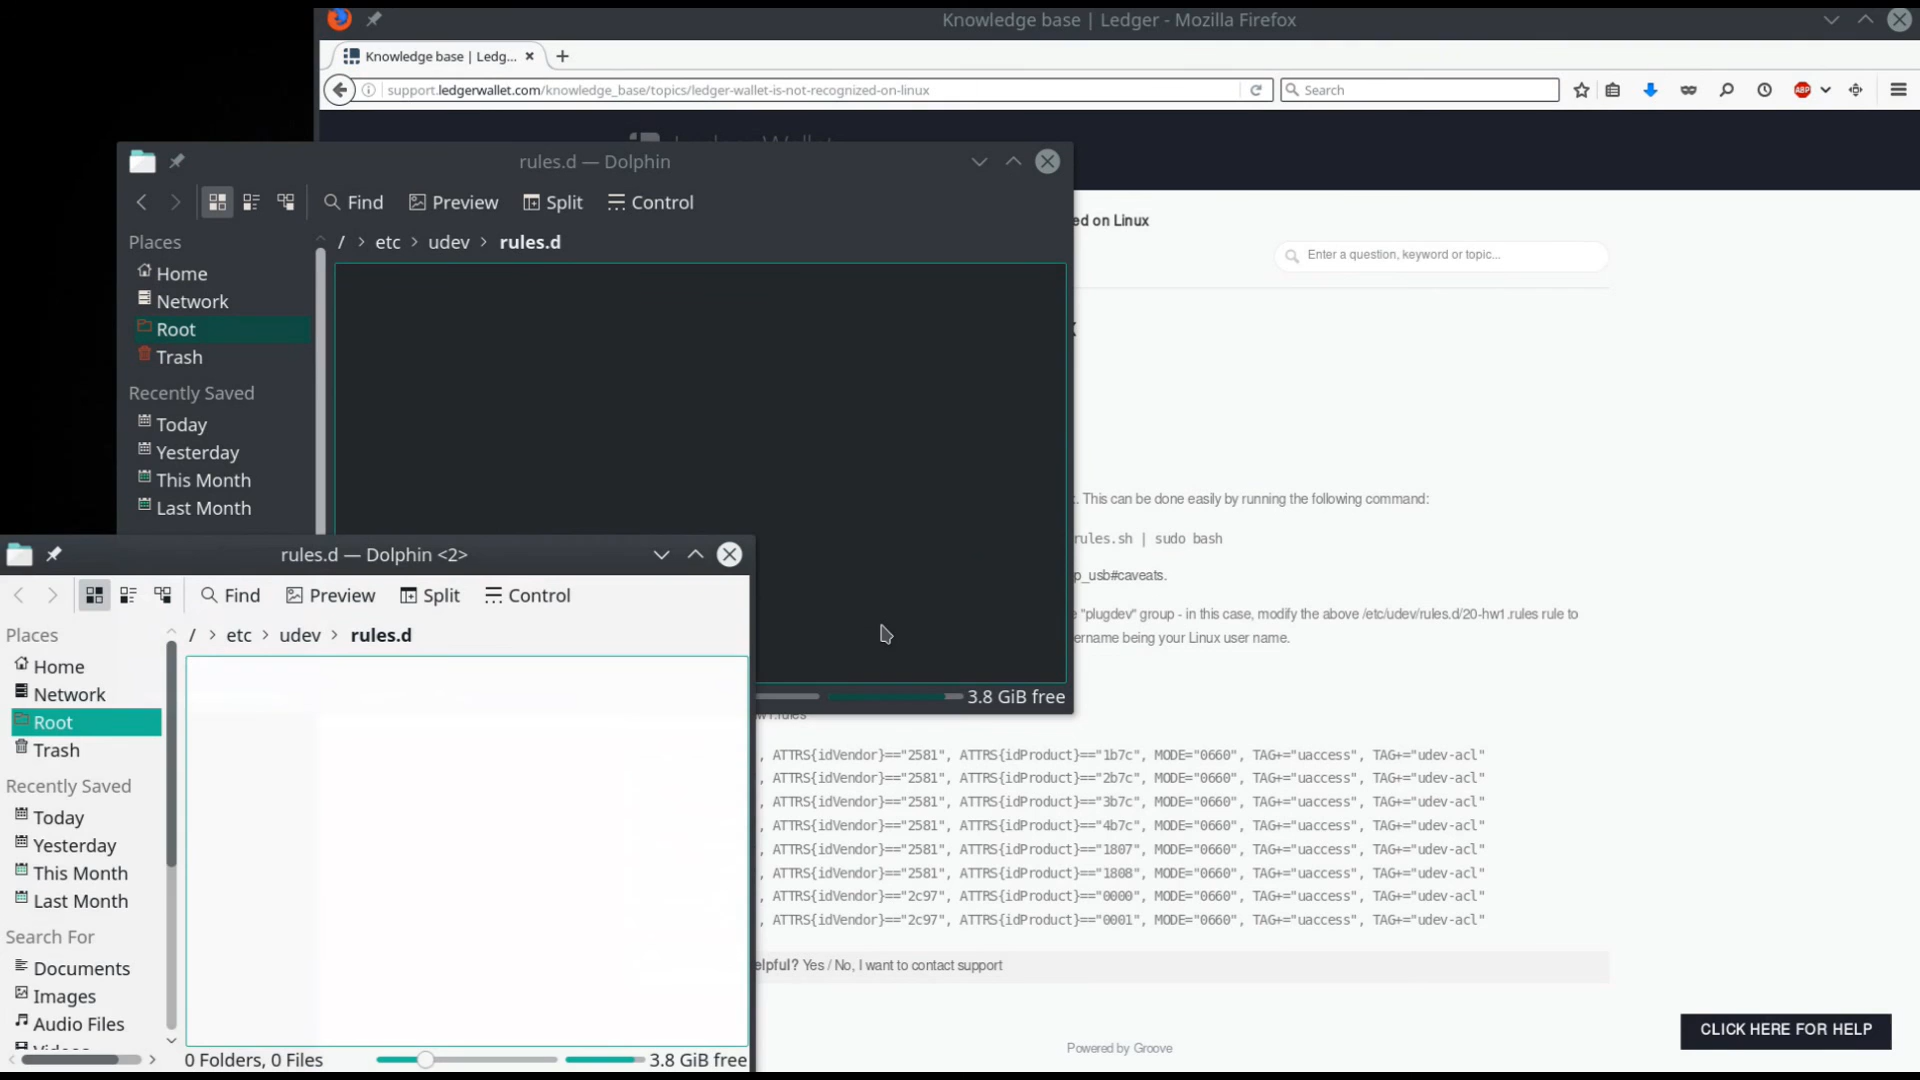 Knowledge base | Ledger - Mozilla Firefox
Knowledge base | Ledg...
support.ledgerwallet.com/knowledge_base/topics/ledger-wallet-is-not-recognized-on-linux
Search
ABP
rules.d — Dolphin
Find Preview Split Control
/ > etc > udev > rules.d
Places
Home
Network
Root
Trash
Recently Saved
Today
Yesterday
This Month
Last Month
3.8 GiB free
ed on Linux
Enter a question, keyword or topic...
. This can be done easily by running the following command:
rules.sh | sudo bash
p_usb#caveats.
e "plugdev" group - in this case, modify the above /etc/udev/rules.d/20-hw1.rules rule to
ername being your Linux user name.
w1.rules
, ATTRS{idVendor}=="2581", ATTRS{idProduct}=="1b7c", MODE="0660", TAG+="uaccess", TAG+="udev-acl"
, ATTRS{idVendor}=="2581", ATTRS{idProduct}=="2b7c", MODE="0660", TAG+="uaccess", TAG+="udev-acl"
, ATTRS{idVendor}=="2581", ATTRS{idProduct}=="3b7c", MODE="0660", TAG+="uaccess", TAG+="udev-acl"
, ATTRS{idVendor}=="2581", ATTRS{idProduct}=="4b7c", MODE="0660", TAG+="uaccess", TAG+="udev-acl"
, ATTRS{idVendor}=="2581", ATTRS{idProduct}=="1807", MODE="0660", TAG+="uaccess", TAG+="udev-acl"
, ATTRS{idVendor}=="2581", ATTRS{idProduct}=="1808", MODE="0660", TAG+="uaccess", TAG+="udev-acl"
, ATTRS{idVendor}=="2c97", ATTRS{idProduct}=="0000", MODE="0660", TAG+="uaccess", TAG+="udev-acl"
, ATTRS{idVendor}=="2c97", ATTRS{idProduct}=="0001", MODE="0660", TAG+="uaccess", TAG+="udev-acl"
elpful? Yes / No, I want to contact support
CLICK HERE FOR HELP
Powered by Groove
rules.d — Dolphin <2>
Find Preview Split Control
/ > etc > udev > rules.d
Places
Home
Network
Root
Trash
Recently Saved
Today
Yesterday
This Month
Last Month
Search For
Documents
Images
Audio Files
0 Folders, 0 Files
3.8 GiB free